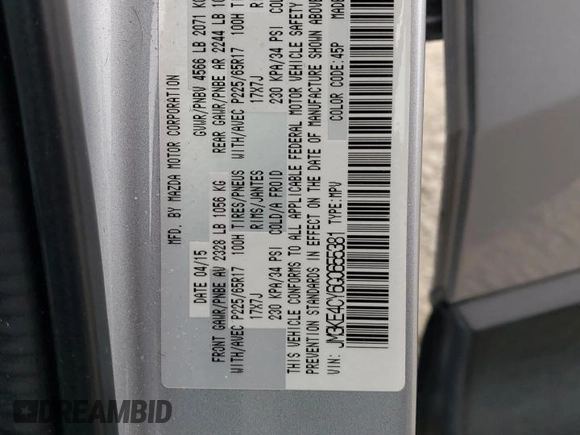 MFD. BY MAZDA MOTOR CORPORATION
DATE 04/15 GVWR/PNBV 4566 LB 2071 KG
FRONT GAWR/PNBE AV 2328 LB 1056 KG REAR GAWR/PNBE AR 2244 LB
WITH/AVEC P225/65R17 100H TIRES/PNEUS WITH/AVEC P225/65R17 100H
17X7J RIMS/JANTES 17X7J
230 KPA/34 PSI COLD/A FROID 230 KPA/34 PSI
THIS VEHICLE CONFORMS TO ALL APPLICABLE FEDERAL MOTOR VEHICLE SAFETY
PREVENTION STANDARDS IN EFFECT ON THE DATE OF MANUFACTURE SHOWN ABOVE
VIN: JM3KE4CY6G0655381 TYPE: MPV COLOR CODE: 45P
DREAMBID